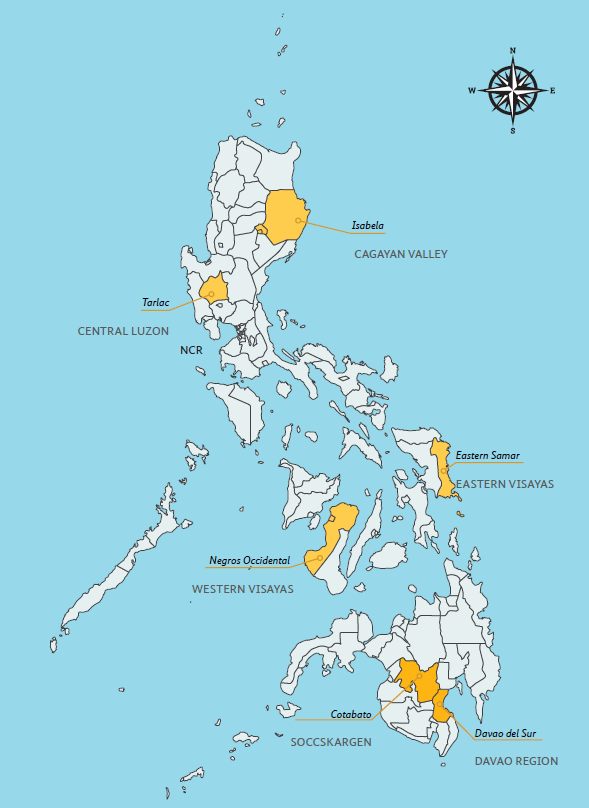 N
W
E
S
Isabela
CAGAYAN VALLEY
Tarlac
CENTRAL LUZON
NCR
Eastern Samar
EASTERN VISAYAS
Negros Occidental
WESTERN VISAYAS
Cotabato
SOCCSKARGEN
Davao del Sur
DAVAO REGION